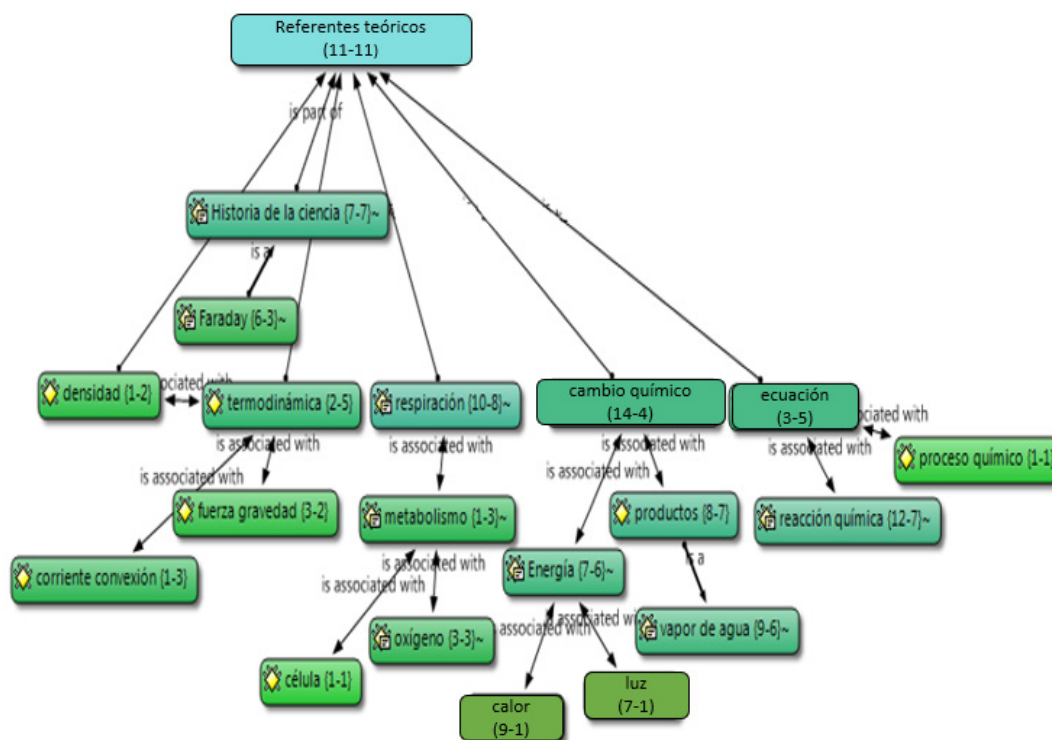 Referentes teóricos
(11-11)
is part of
Historia de la ciencia {7-7}~
is a
Faraday {6-3}~
densidad {1-2}
associated with
termodinámica {2-5}
respiración {10-8}~
cambio químico
(14-4)
ecuación
(3-5)
associated with
is associated with
is associated with
is associated with
is associated with
proceso químico {1-1}
is associated with
is associated with
fuerza gravedad {3-2}
metabolismo {1-3}~
productos {8-7}
reacción química {12-7}~
corriente convexión {1-3}
is associated with
is associated with
Energía {7-6}~
is a
oxígeno {3-3}~
associated with
vapor de agua {9-6}~
célula {1-1}
calor
(9-1)
luz
(7-1)